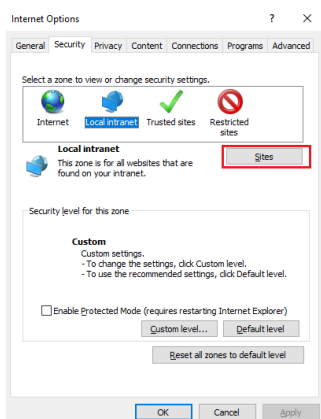 Internet Options
? ×
General Security Privacy Content Connections Programs Advanced
Select a zone to view or change security settings.
Internet Local intranet Trusted sites Restricted
sites
Local intranet
Sites
This zone is for all websites that are
found on your intranet.
Security level for this zone
Custom
Custom settings.
- To change the settings, click Custom level.
- To use the recommended settings, click Default level.
Enable Protected Mode (requires restarting Internet Explorer)
Custom level... Default level
Reset all zones to default level
OK Cancel Apply